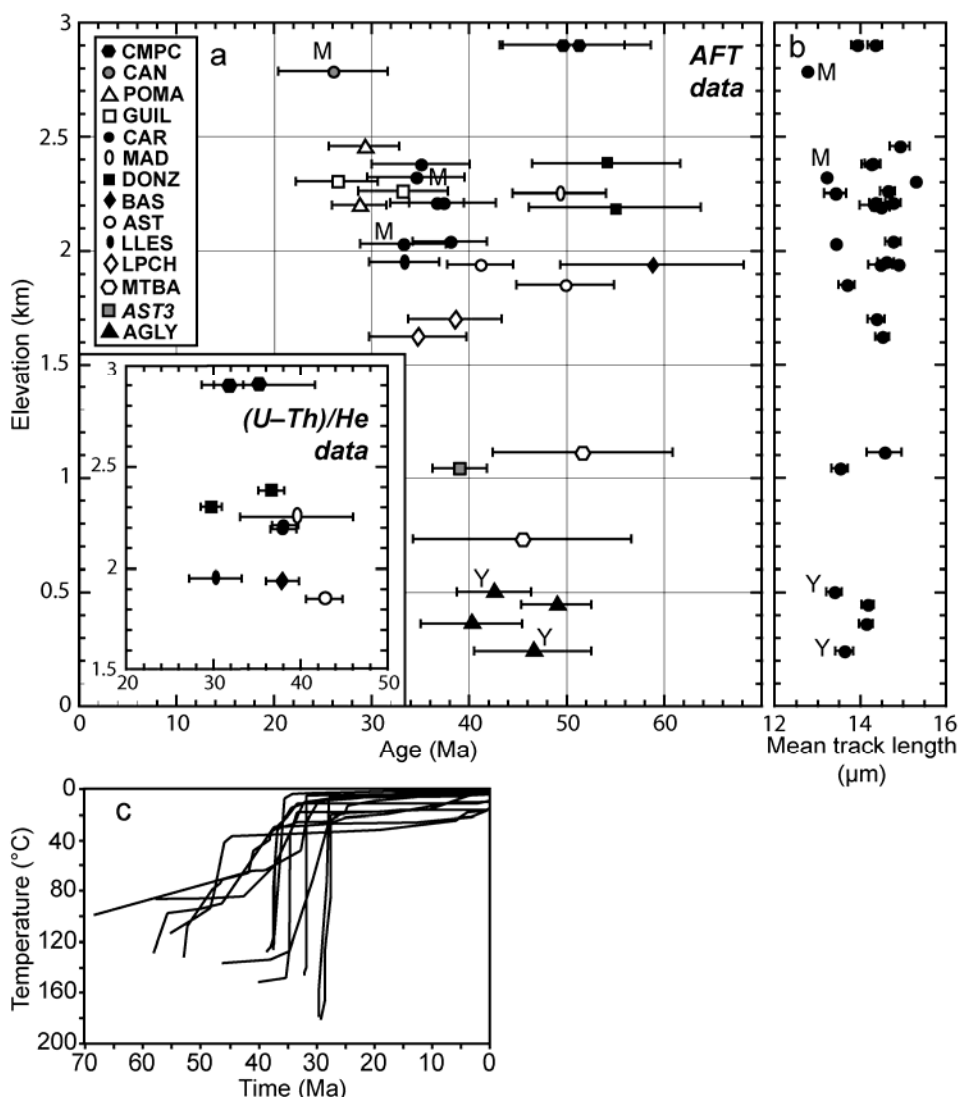 a
AFT
data
CMPC
CAN
POMA
GUIL
CAR
MAD
DONZ
BAS
AST
LLES
LPCH
MTBA
AST3
AGLY
M
M
M
Y
Y
3
2.5
2
1.5
1
0.5
0
Elevation (km)
0 10 20 30 40 50 60
Age (Ma)
(U–Th)/He
data
3
2.5
2
1.5
20 30 40 50
b
M
M
Y
Y
12 14 16
Mean track length
(µm)
c
0
40
80
120
160
200
Temperature (°C)
70 60 50 40 30 20 10 0
Time (Ma)